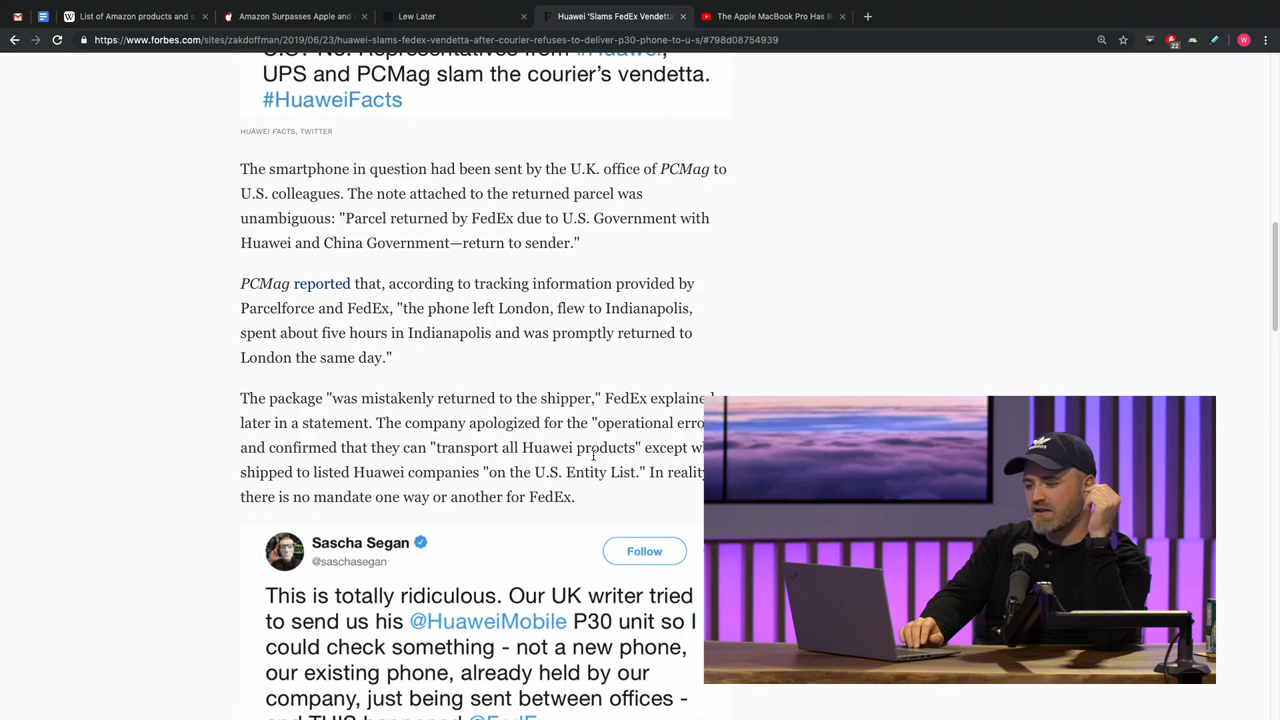 List of Amazon products and s
Amazon Surpasses Apple and
Lew Later
Huawei 'Slams FedEx Vendetta
The Apple MacBook Pro Has B
https://www.forbes.com/sites/zakdoffman/2019/06/23/huawei-slams-fedex-vendetta-after-courier-refuses-to-deliver-p30-phone-to-u-s/#798d08754939
22
W
UPS and PCMag slam the courier's vendetta.
#HuaweiFacts
HUAWEI FACTS, TWITTER
The smartphone in question had been sent by the U.K. office of PCMag to
U.S. colleagues. The note attached to the returned parcel was
unambiguous: "Parcel returned by FedEx due to U.S. Government with
Huawei and China Government—return to sender."
PCMag reported that, according to tracking information provided by
Parcelforce and FedEx, "the phone left London, flew to Indianapolis,
spent about five hours in Indianapolis and was promptly returned to
London the same day."
The package "was mistakenly returned to the shipper," FedEx explained
later in a statement. The company apologized for the "operational erro
and confirmed that they can "transport all Huawei products" except w
shipped to listed Huawei companies "on the U.S. Entity List." In reality
there is no mandate one way or another for FedEx.
Sascha Segan
@saschasegan
Follow
This is totally ridiculous. Our UK writer tried
to send us his @HuaweiMobile P30 unit so I
could check something - not a new phone,
our existing phone, already held by our
company, just being sent between offices -
adidas